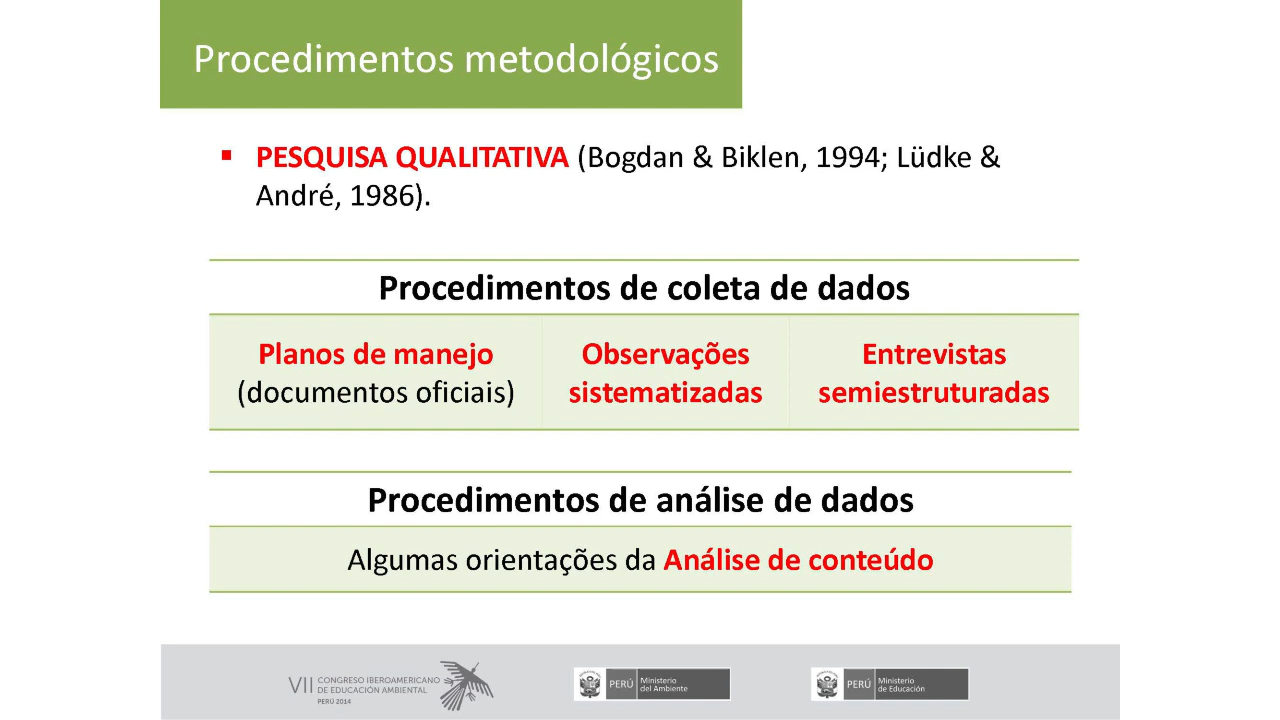 Procedimentos metodológicos
▪ PESQUISA QUALITATIVA (Bogdan & Biklen, 1994; Lüdke &
André, 1986).
Procedimentos de coleta de dados
Planos de manejo
(documentos oficiais)
Observações
sistematizadas
Entrevistas
semiestruturadas
Procedimentos de análise de dados
Algumas orientações da Análise de conteúdo
VII CONGRESO IBEROAMERICANO
DE EDUCACIÓN AMBIENTAL
PERÚ 2014
PERÚ
Ministerio
del Ambiente
PERÚ
Ministerio
de Educación